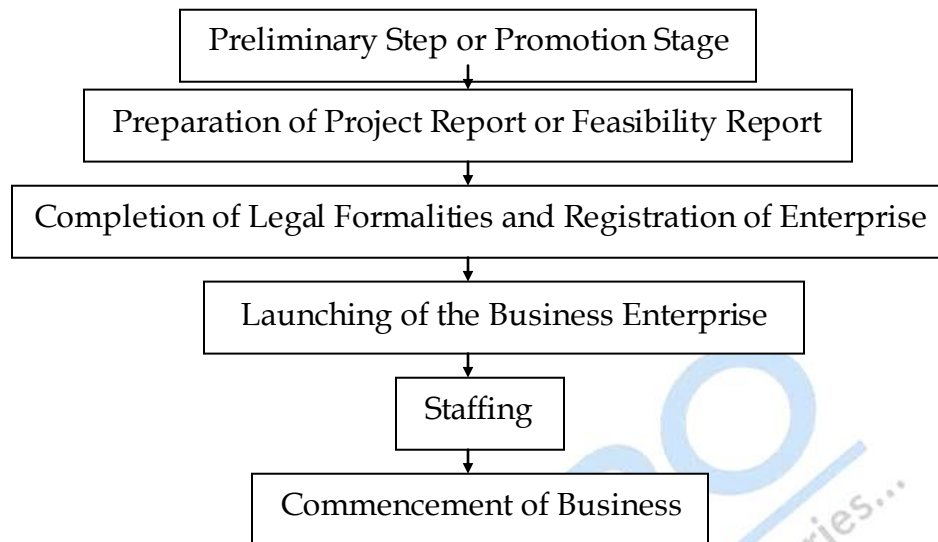 Preliminary Step or Promotion Stage
Preparation of Project Report or Feasibility Report
Completion of Legal Formalities and Registration of Enterprise
Launching of the Business Enterprise
Staffing
Commencement of Business